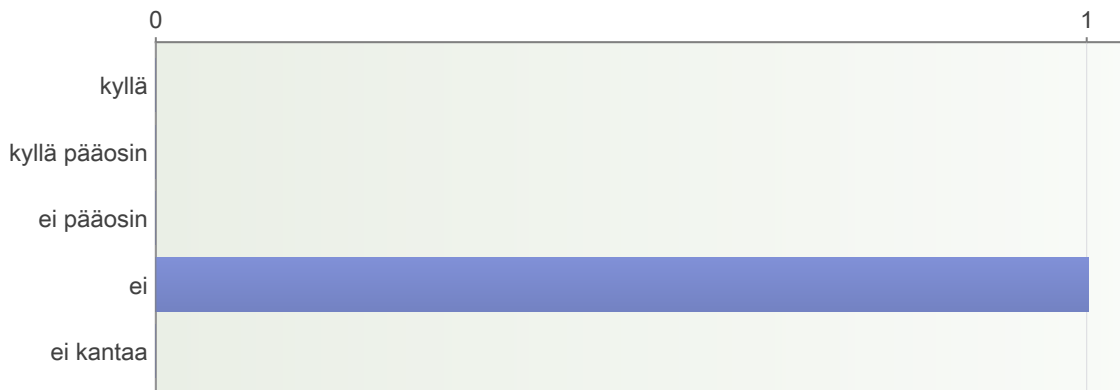 0 1
kyllä
kyllä pääosin
ei pääosin
ei
ei kantaa